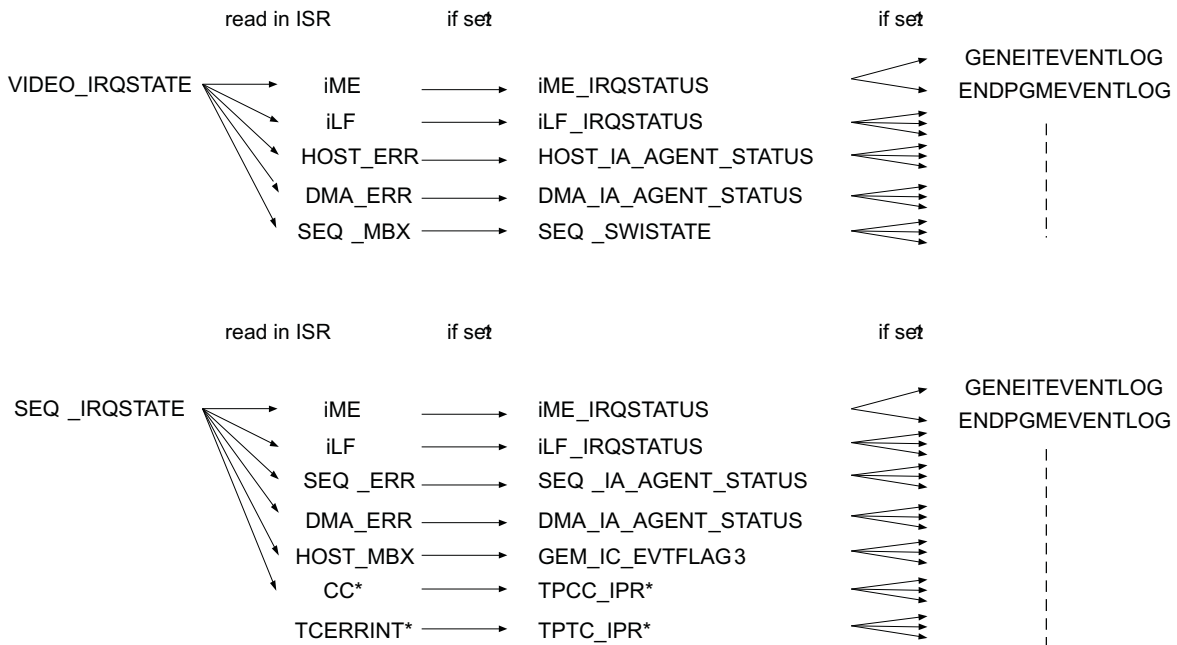 read in ISR if set? if set?
GENEITEVENTLOG
VIDEO_IRQSTATE iME iME_IRQSTATUS ENDPGMEVENTLOG
iLF iLF_IRQSTATUS
HOST_ERR HOST_IA_AGENT_STATUS
DMA_ERR DMA_IA_AGENT_STATUS
SEQ _MBX SEQ _SWISTATE
read in ISR if set? if set?
GENEITEVENTLOG
SEQ _IRQSTATE iME iME_IRQSTATUS ENDPGMEVENTLOG
iLF iLF_IRQSTATUS
SEQ _ERR SEQ _IA_AGENT_STATUS
DMA_ERR DMA_IA_AGENT_STATUS
HOST_MBX GEM_IC_EVTFLAG3
CC* TPCC_IPR*
TCERRINT* TPTC_IPR*